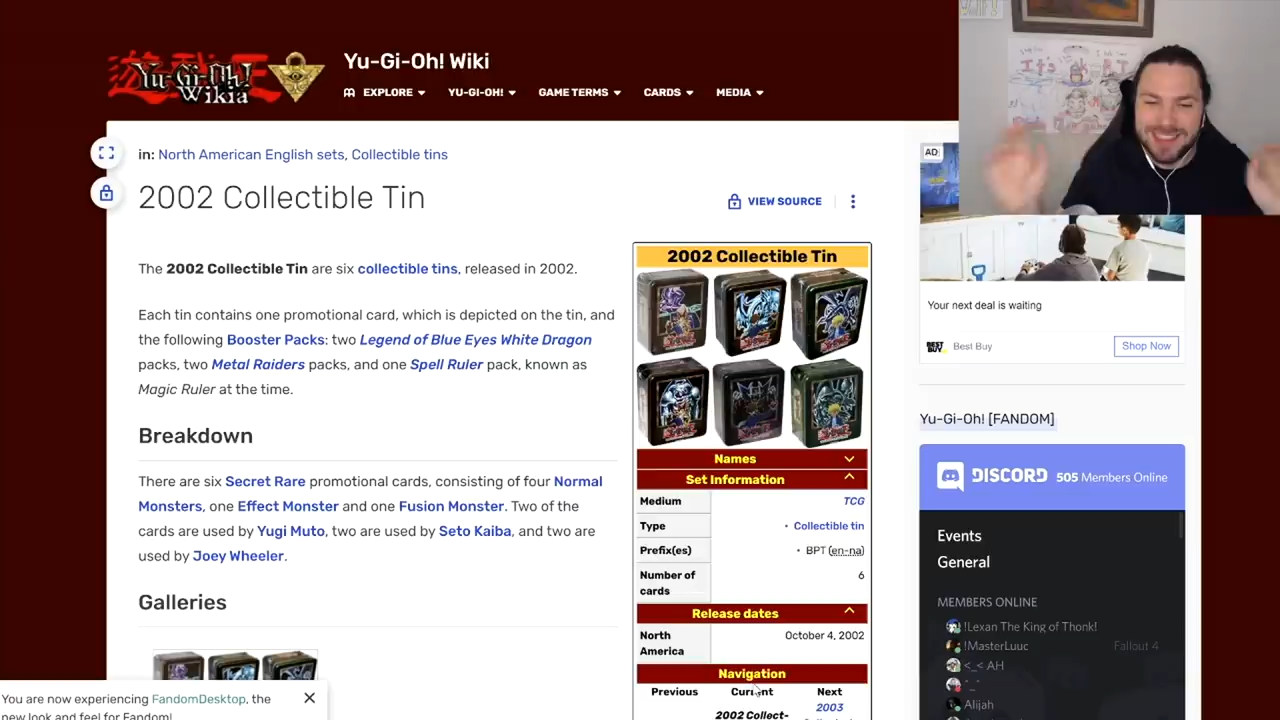 Yu-Gi-Oh!
Wikia
Yu-Gi-Oh! Wiki
EXPLORE YU-GI-OH! GAME TERMS CARDS MEDIA
in: North American English sets, Collectible tins
2002 Collectible Tin
VIEW SOURCE
The 2002 Collectible Tin are six collectible tins, released in 2002.
Each tin contains one promotional card, which is depicted on the tin, and
the following Booster Packs: two Legend of Blue Eyes White Dragon
packs, two Metal Raiders packs, and one Spell Ruler pack, known as
Magic Ruler at the time.
Breakdown
There are six Secret Rare promotional cards, consisting of four Normal
Monsters, one Effect Monster and one Fusion Monster. Two of the
cards are used by Yugi Muto, two are used by Seto Kaiba, and two are
used by Joey Wheeler.
Galleries
2002 Collectible Tin
Names
Set Information
Medium TCG
Type • Collectible tin
Prefix(es) • BPT (en-na)
Number of
cards 6
Release dates
North
America October 4, 2002
Navigation
Previous Current Next
2002 Collect- 2003
AD
Your next deal is waiting
BEST
BUY Best Buy Shop Now
Yu-Gi-Oh! [FANDOM]
DISCORD 505 Members Online
Events
General
MEMBERS ONLINE
!Lexan The King of Thonk!
!MasterLuuc Fallout 4
<_< AH
^_^
Alijah
You are now experiencing FandomDesktop, the
new look and feel for Fandom!